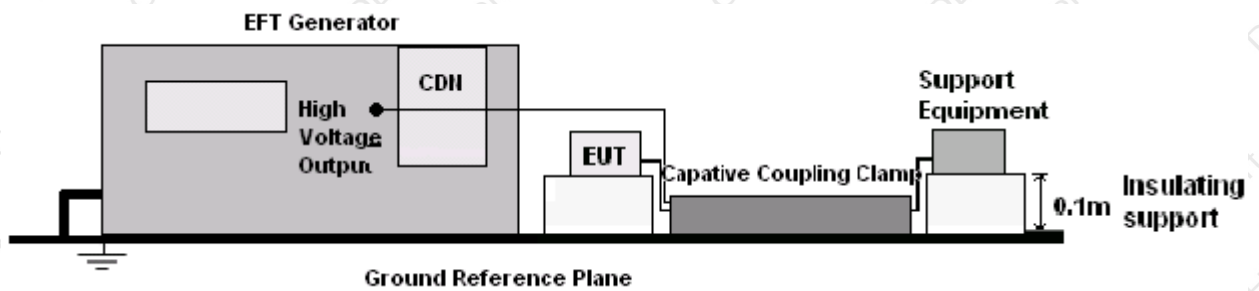 EFT Generator
CDN
High
Voltage
Output
EUT
Capative Coupling Clamp
Support
Equipment
0.1m
Insulating
support
Ground Reference Plane